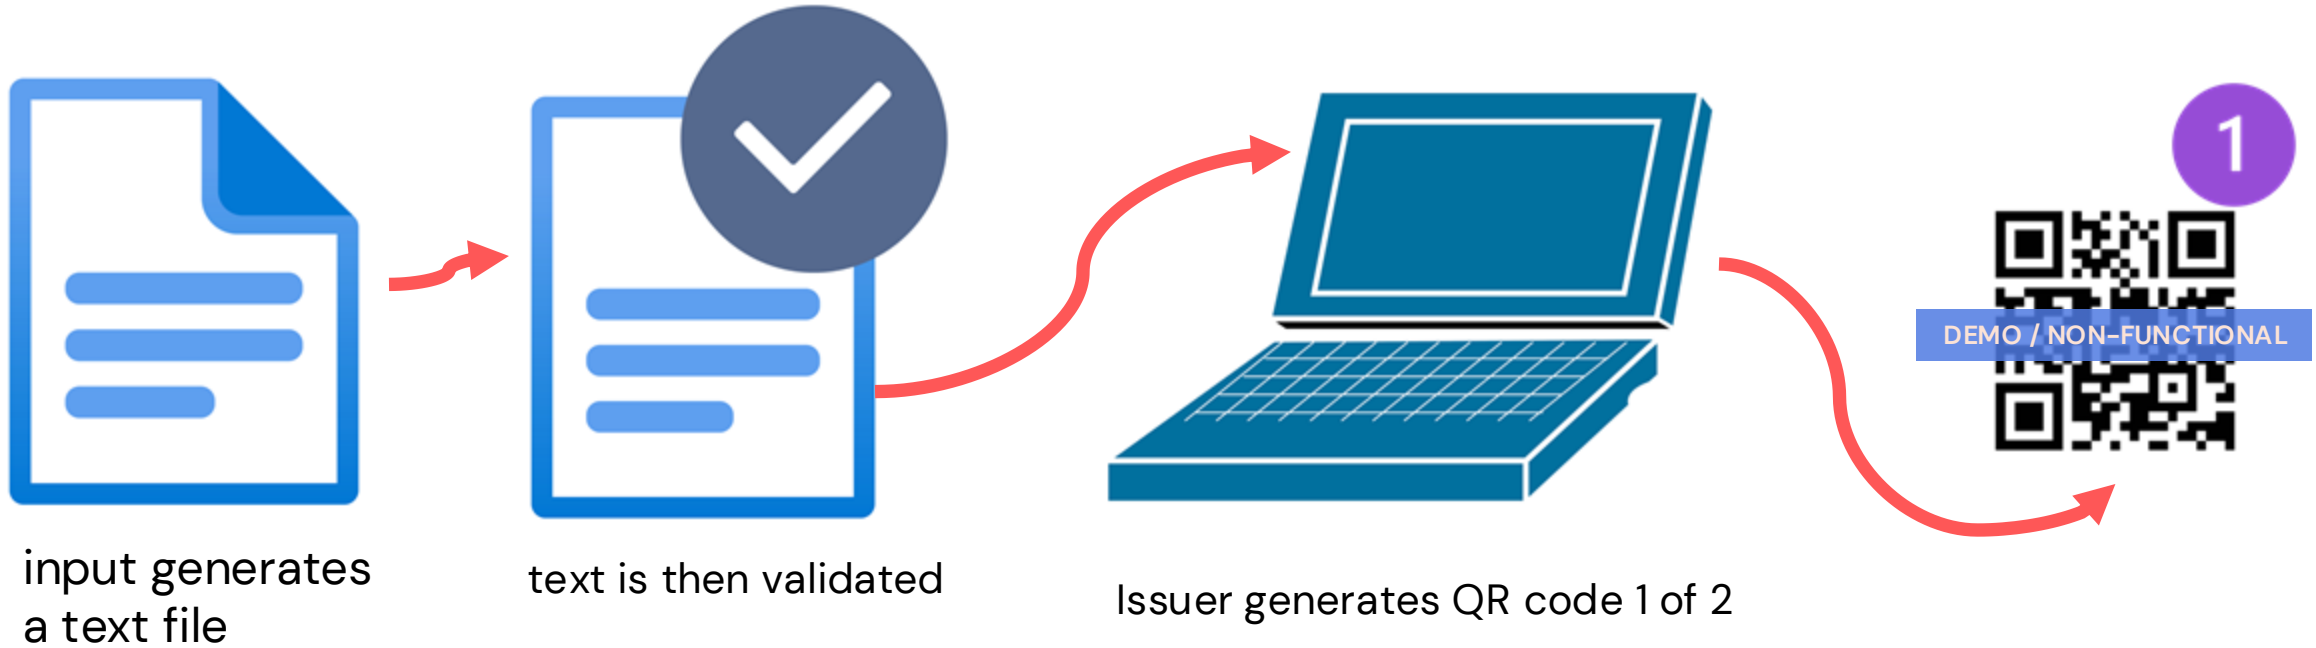 1
DEMO / NON-FUNCTIONAL
input generates
a text file
text is then validated
Issuer generates QR code 1 of 2